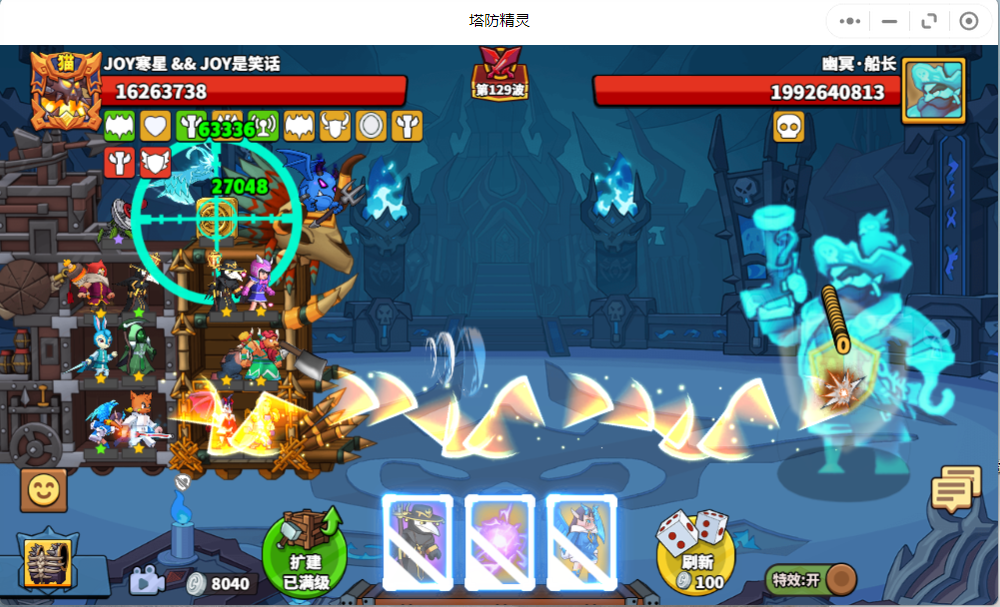 塔防精灵
猫
JOY寒星 && JOY是笑话
16263738
第129波
幽冥·船长
1992640813
63336
27048
扩建
已满级
8040
刷新
100
特效:开